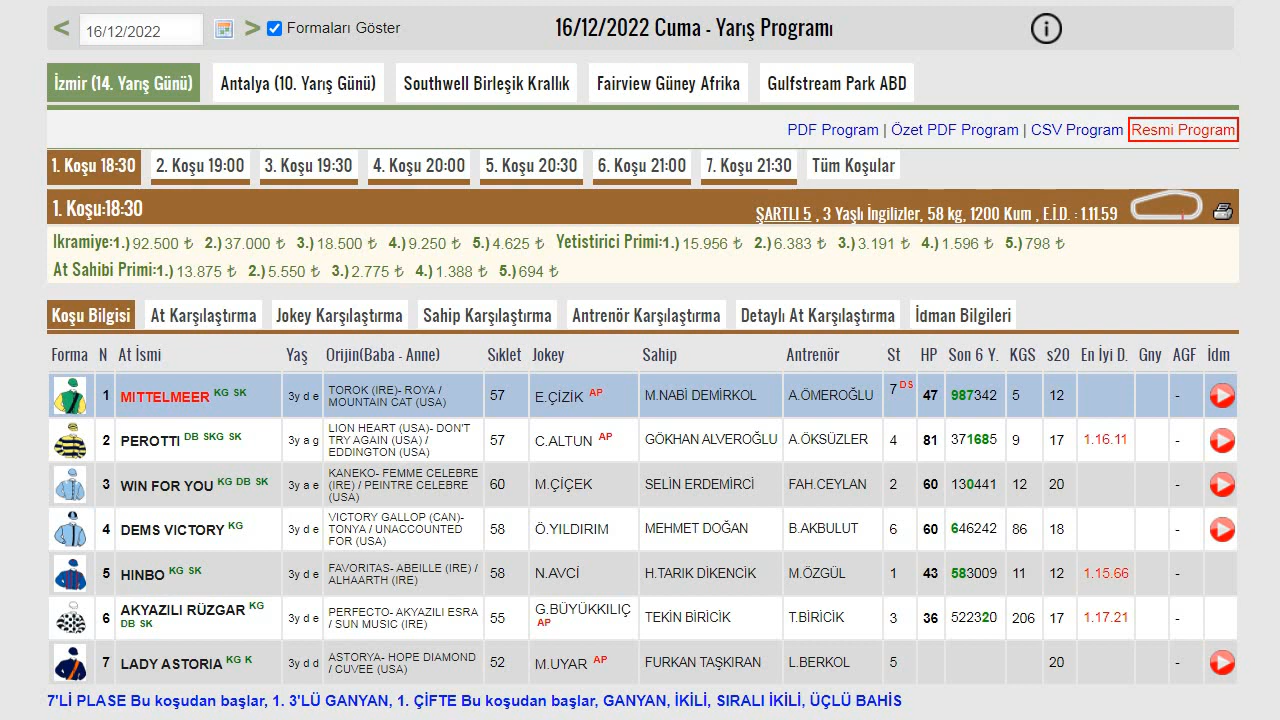 < 16/12/2022 > Formaları Göster 16/12/2022 Cuma - Yarış Programı i
İzmir (14. Yarış Günü) Antalya (10. Yarış Günü) Southwell Birleşik Krallık Fairview Güney Afrika Gulfstream Park ABD
PDF Program | Özet PDF Program | CSV Program Resmi Program
1. Koşu 18:30 2. Koşu 19:00 3. Koşu 19:30 4. Koşu 20:00 5. Koşu 20:30 6. Koşu 21:00 7. Koşu 21:30 Tüm Koşular
1. Koşu:18:30 ŞARTLI 5 , 3 Yaşlı İngilizler, 58 kg, 1200 Kum , E.İ.D. : 1.11.59
Ikramiye:1.) 92.500 ₺ 2.) 37.000 ₺ 3.) 18.500 ₺ 4.) 9.250 ₺ 5.) 4.625 ₺ Yetistirici Primi:1.) 15.956 ₺ 2.) 6.383 ₺ 3.) 3.191 ₺ 4.) 1.596 ₺ 5.) 798 ₺
At Sahibi Primi:1.) 13.875 ₺ 2.) 5.550 ₺ 3.) 2.775 ₺ 4.) 1.388 ₺ 5.) 694 ₺
Koşu Bilgisi At Karşılaştırma Jokey Karşılaştırma Sahip Karşılaştırma Antrenör Karşılaştırma Detaylı At Karşılaştırma İdman Bilgileri
Forma N At İsmi Yaş Orijin(Baba - Anne) Sıklet Jokey Sahip Antrenör St HP Son 6 Y. KGS s20 En İyi D. Gny AGF İdm
1 MITTELMEER KG SK 3y d e TOROK (IRE)- ROYA / 57 E.ÇİZİK AP M.NABİ DEMİRKOL A.ÖMEROĞLU 7 DS 47 987342 5 12 -
MOUNTAIN CAT (USA)
LION HEART (USA)- DON'T
2 PEROTTI DB SKG SK 3y a g TRY AGAIN (USA) / 57 C.ALTUN AP GÖKHAN ALVEROĞLU A.ÖKSÜZLER 4 81 371685 9 17 1.16.11 -
EDDINGTON (USA)
KANEKO- FEMME CELEBRE
3 WIN FOR YOU KG DB SK 3y a e (IRE) / PEINTRE CELEBRE 60 M.ÇİÇEK SELİN ERDEMİRCİ FAH.CEYLAN 2 60 130441 12 20 -
(USA)
VICTORY GALLOP (CAN)-
4 DEMS VICTORY KG 3y d e TONYA / UNACCOUNTED 58 Ö.YILDIRIM MEHMET DOĞAN B.AKBULUT 6 60 646242 86 18 -
FOR (USA)
5 HINBO KG SK 3y d e FAVORITAS- ABEILLE (IRE) / 58 N.AVCİ H.TARIK DİKENCİK M.ÖZGÜL 1 43 583009 11 12 1.15.66 -
ALHAARTH (IRE)
6 AKYAZILI RÜZGAR KG 3y d e PERFECTO- AKYAZILI ESRA 55 G.BÜYÜKKILIÇ TEKİN BİRİCİK T.BİRİCİK 3 36 522320 206 17 1.17.21 -
DB SK / SUN MUSIC (IRE) AP
7 LADY ASTORIA KG K 3y d d ASTORYA- HOPE DIAMOND 52 M.UYAR AP FURKAN TAŞKIRAN L.BERKOL 5 20 -
/ CUVEE (USA)
7'Lİ PLASE Bu koşudan başlar, 1. 3'LÜ GANYAN, 1. ÇİFTE Bu koşudan başlar, GANYAN, İKİLİ, SIRALI İKİLİ, ÜÇLÜ BAHİS